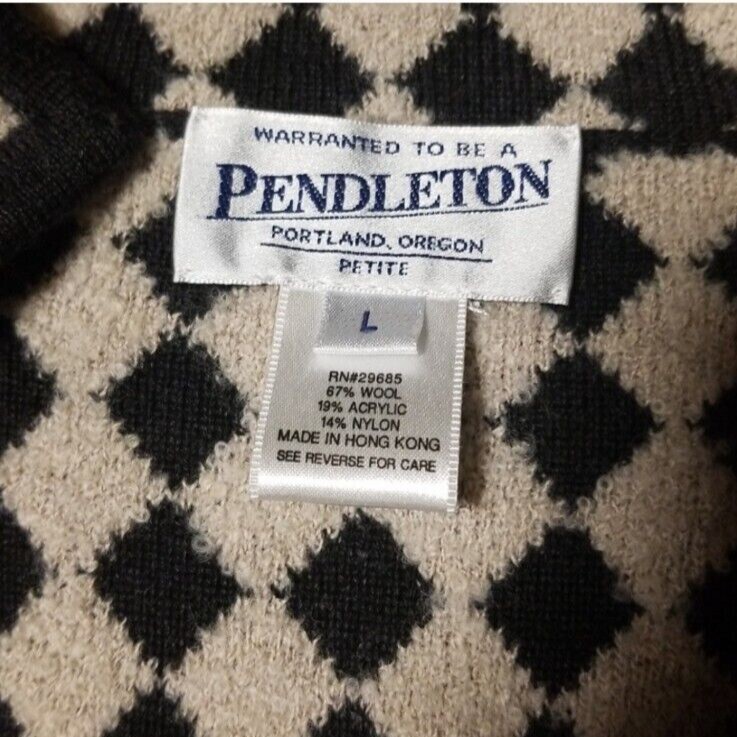 WARRANTED TO BE A
PENDLETON
PORTLAND, OREGON
PETITE
L
RN#29685
67% WOOL
19% ACRYLIC
14% NYLON
MADE IN HONG KONG
SEE REVERSE FOR CARE